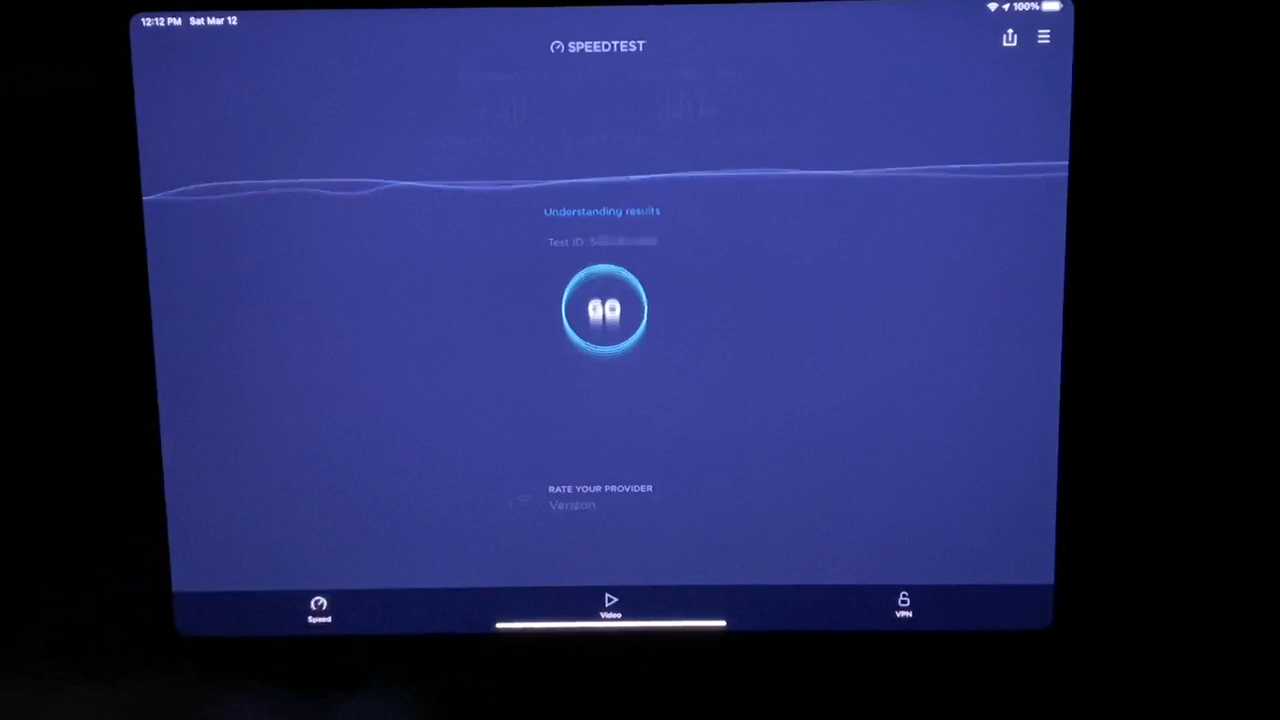 12:12 PM Sat Mar 12
100%
SPEEDTEST
Understanding results
Test ID
RATE YOUR PROVIDER
Verizon
Speed
Video
VPN